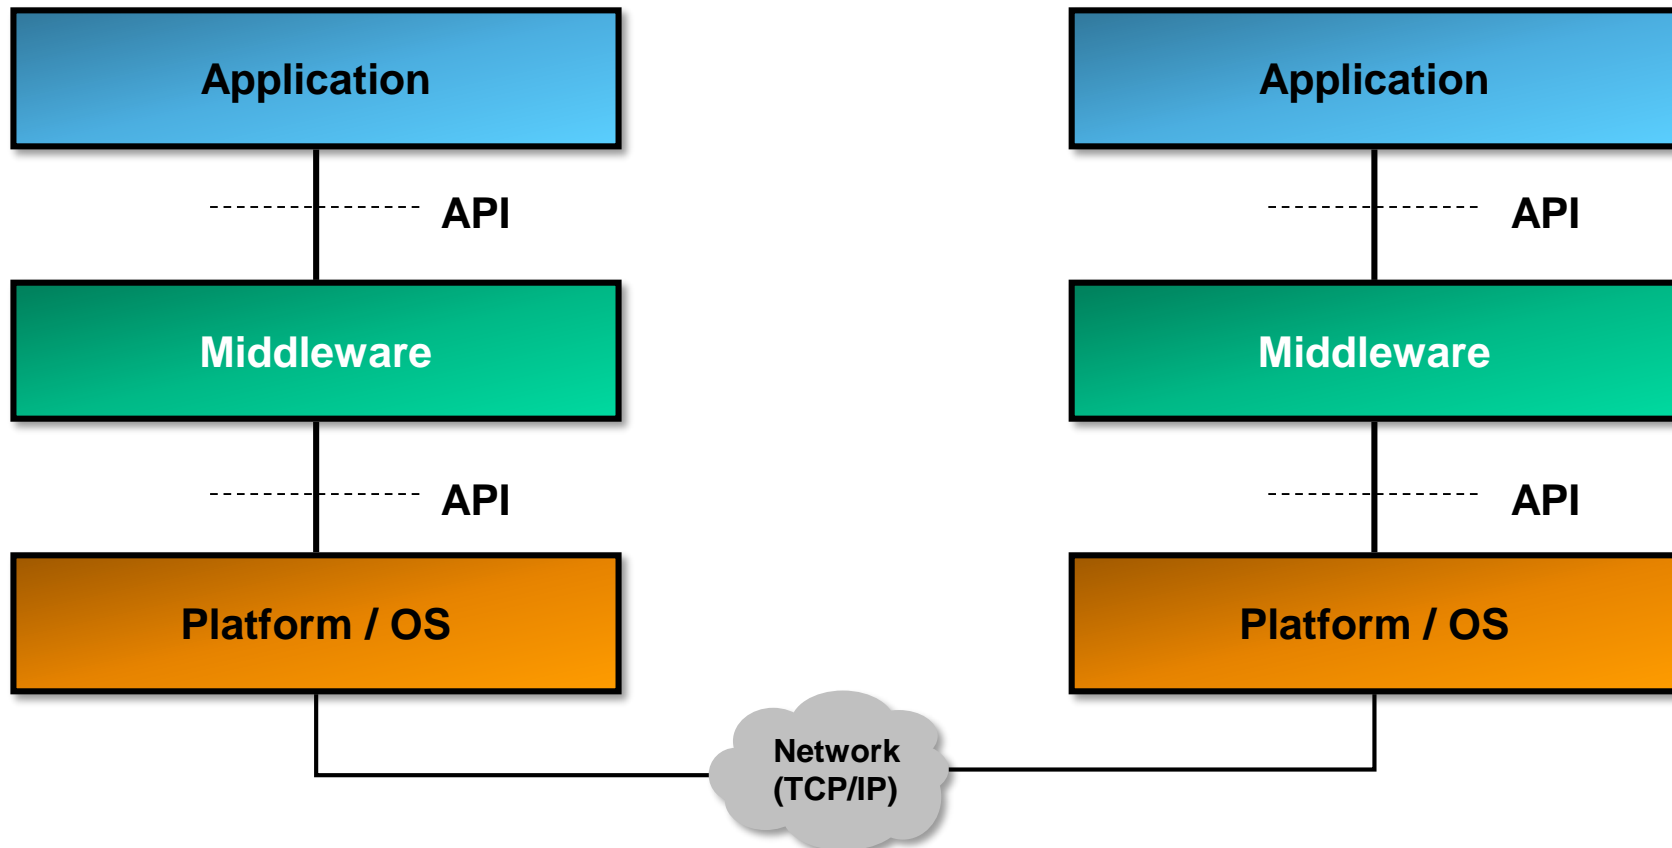 Application
Application
API
API
Middleware
Middleware
API
API
Platform / OS
Platform / OS
Network
(TCP/IP)